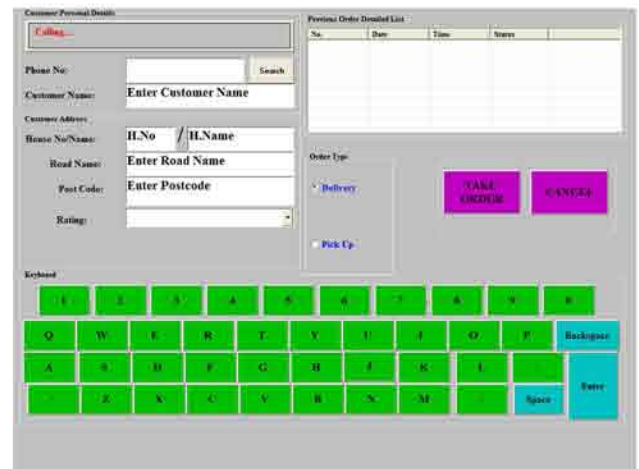 Customer Personal Details
Calling...
Phone No:
Search
Customer Name:
Enter Customer Name
Customer Address
House No/Name:
H.No / H.Name
Road Name:
Enter Road Name
Post Code:
Enter Postcode
Rating:
Previous Order Detailed List
No. Date Time Status
Order Type
Delivery
Pick Up
TAKE
ORDER
CANCEL
Keyboard
1 2 3 4 5 6 7 8 9 0
Q W E R T Y U I O P Backspace
A S D F G H J K L
Enter
Z X C V B N M
Space